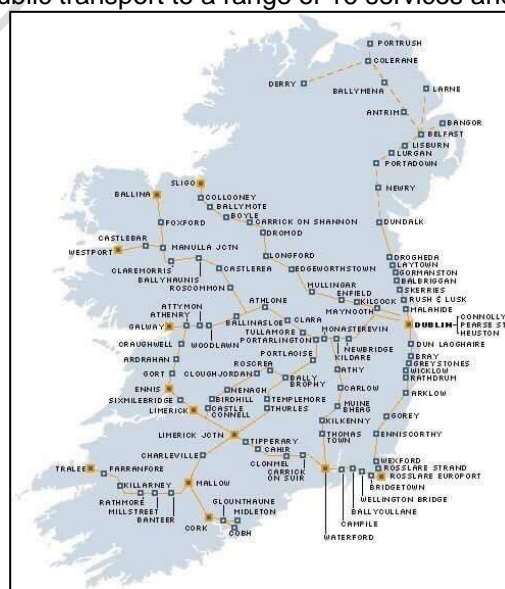 ublic transport to a range of 10 services and
PORTRUSH
COLERANE
DERRY
BALLYMENA
LARNE
ANTRIM
BANGOR
BELFAST
LISBURN
LURGAN
PORTADOWN
NEWRY
DUNDALK
SLIGO
BALLINA
COLLOONEY
BALLYMOTE
BOYLE
CARRICK ON SHANNON
FOXFORD
DROMOD
CASTLEBAR
WESTPORT
MANULLA JCTN
LONGFORD
DROGHEDA
LAYTOWN
GORMANSTON
BALBRIGGAN
SKERRIES
CLAREMORRIS
CASTLEREA
EDGEWORTHSTOWN
BALLYHAUNIS
ROSCOMMON
MULLINGAR
ENFIELD
KILCOCK
RUSH & LUSK
MAYNOOTH
MALAHIDE
ATTYMON
ATHENRY
ATHLONE
GALWAY
BALLINASLOE
CLARA
MONASTEREVIN
DUBLIN
CONNOLLY
PEARSE ST
HEUSTON
TULLAMORE
PORTARLINGTON
CRAUGHWELL
WOODLAWN
NEWBRIDGE
DUN LAOGHAIRE
ARDRAHAN
PORTLAOISE
KILDARE
BRAY
GREYSTONES
ROSCREA
ATHY
WICKLOW
GORT
CLOUGHJORDAN
RATHDRUM
BALLY
BROPHY
ENNIS
NENAGH
CARLOW
ARKLOW
SIXMILEBRIDGE
BIRDHILL
TEMPLEMORE
MUINE
BHEAG
LIMERICK
CASTLE
CONNELL
THURLES
GOREY
KILKENNY
LIMERICK JCTN
THOMAS
TOWN
ENNISCORTHY
TIPPERARY
CHARLEVILLE
CAHIR
WEXFORD
TRALEE
FARRANFORE
CLONMEL
ROSSLARE STRAND
CARRICK
ON SUIR
ROSSLARE EUROPORT
KILLARNEY
MALLOW
BRIDGETOWN
RATHMORE
GLOUNTHAUNE
WELLINGTON BRIDGE
MILLSTREET
MIDLETON
BALLYCULLANE
BANTEER
CAMPILE
CORK
COBH
WATERFORD